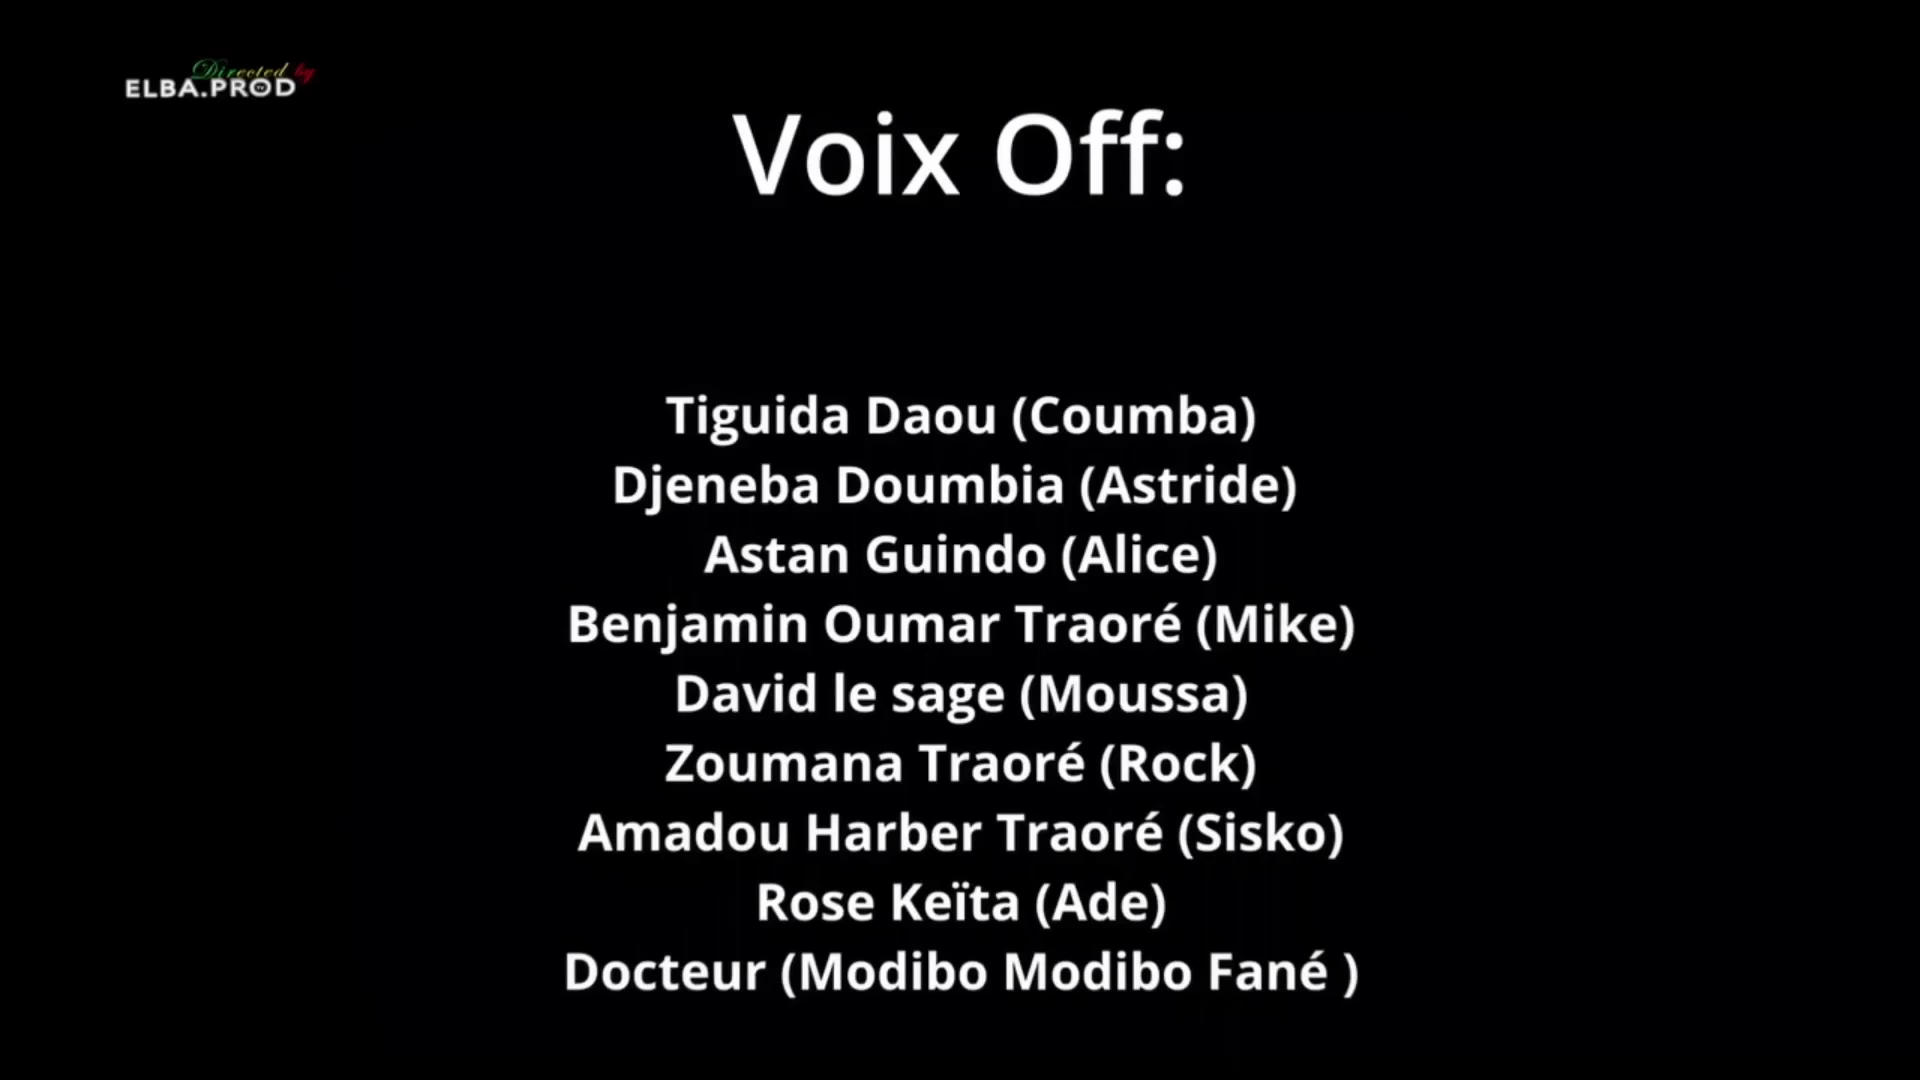 Directed by
ELBA.PROD
Voix Off:
Tiguida Daou (Coumba)
Djeneba Doumbia (Astride)
Astan Guindo (Alice)
Benjamin Oumar Traoré (Mike)
David le sage (Moussa)
Zoumana Traoré (Rock)
Amadou Harber Traoré (Sisko)
Rose Keïta (Ade)
Docteur (Modibo Modibo Fané )